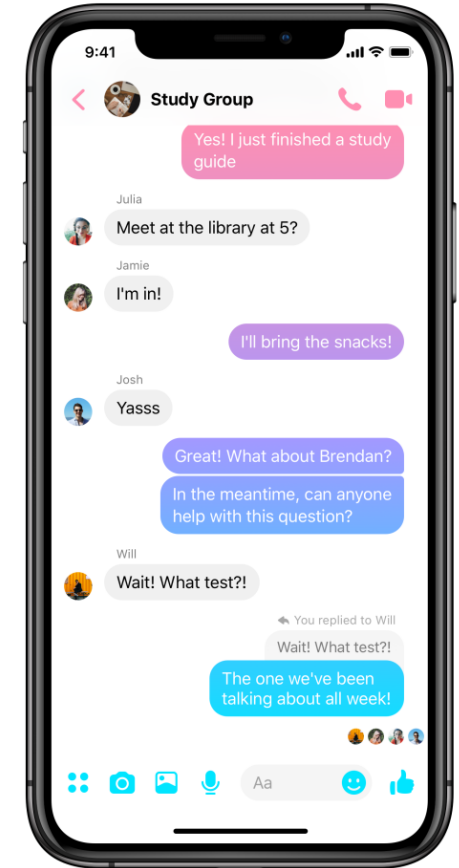 9:41
Study Group
Yes! I just finished a study
guide
Julia
Meet at the library at 5?
Jamie
I'm in!
I'll bring the snacks!
Josh
Yasss
Great! What about Brendan?
In the meantime, can anyone
help with this question?
Will
Wait! What test?!
You replied to Will
Wait! What test?!
The one we've been
talking about all week!
Aa